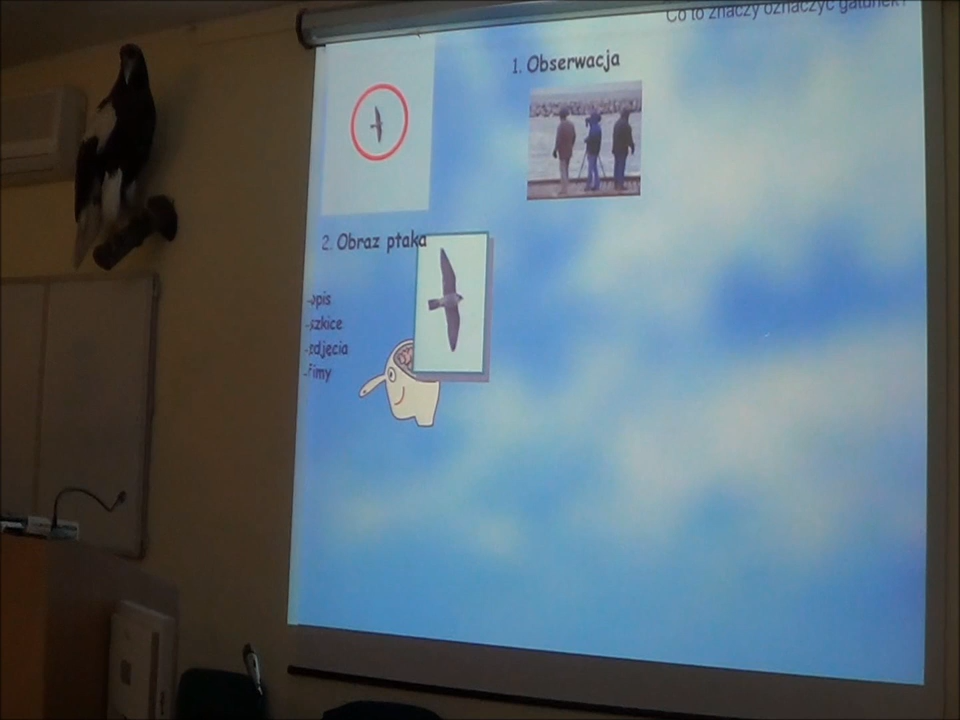 Co to znaczy oznaczyć gatunek?
1. Obserwacja
2. Obraz ptaka
-opis
-szkice
-zdjęcia
-filmy